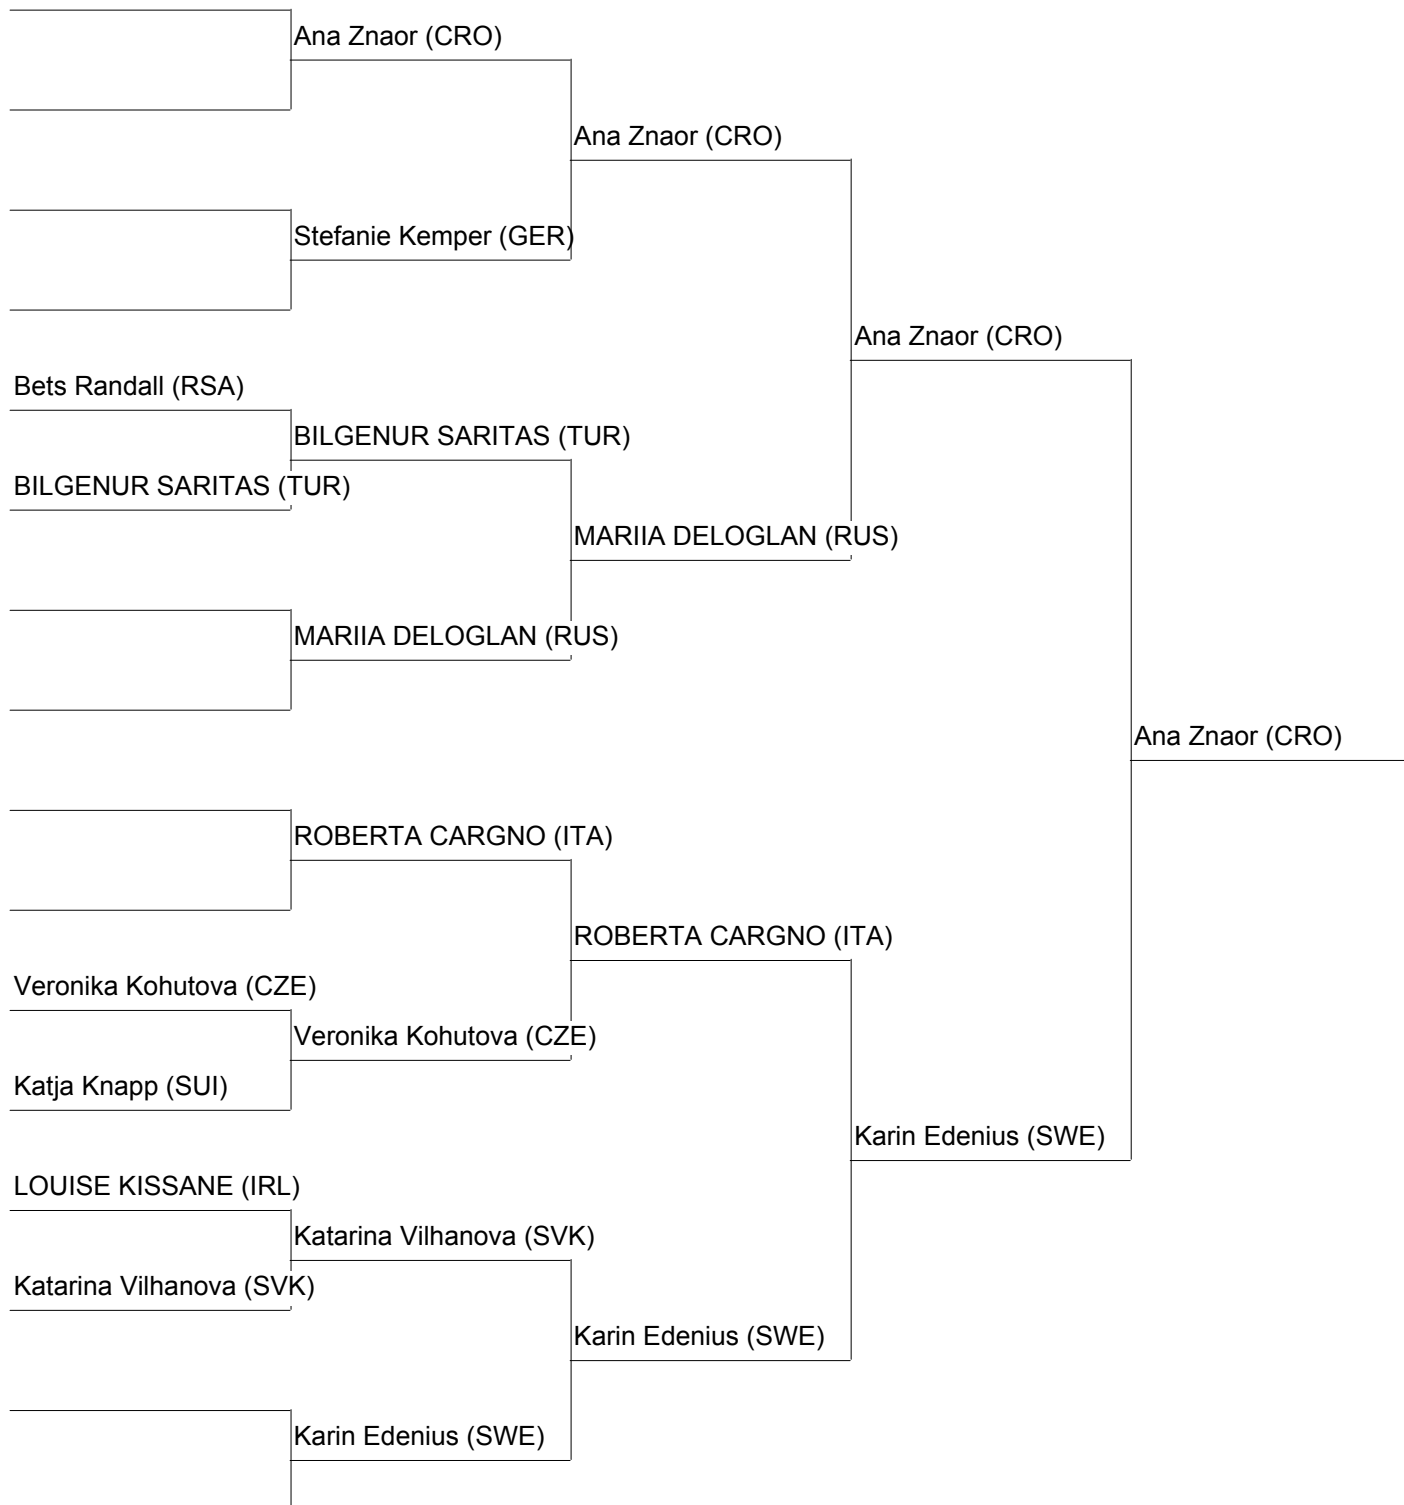 Ana Znaor (CRO)
Ana Znaor (CRO)
Stefanie Kemper (GER)
Ana Znaor (CRO)
Bets Randall (RSA)
BILGENUR SARITAS (TUR)
BILGENUR SARITAS (TUR)
MARIIA DELOGLAN (RUS)
MARIIA DELOGLAN (RUS)
Ana Znaor (CRO)
ROBERTA CARGNO (ITA)
ROBERTA CARGNO (ITA)
Veronika Kohutova (CZE)
Veronika Kohutova (CZE)
Katja Knapp (SUI)
Karin Edenius (SWE)
LOUISE KISSANE (IRL)
Katarina Vilhanova (SVK)
Katarina Vilhanova (SVK)
Karin Edenius (SWE)
Karin Edenius (SWE)